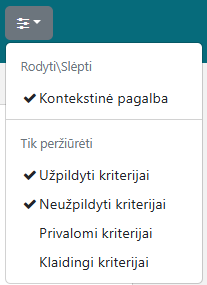 Rodyti\Slėpti
Kontekstinė pagalba
Tik peržiūrėti
Užpildyti kriterijai
Neužpildyti kriterijai
Privalomi kriterijai
Klaidingi kriterijai